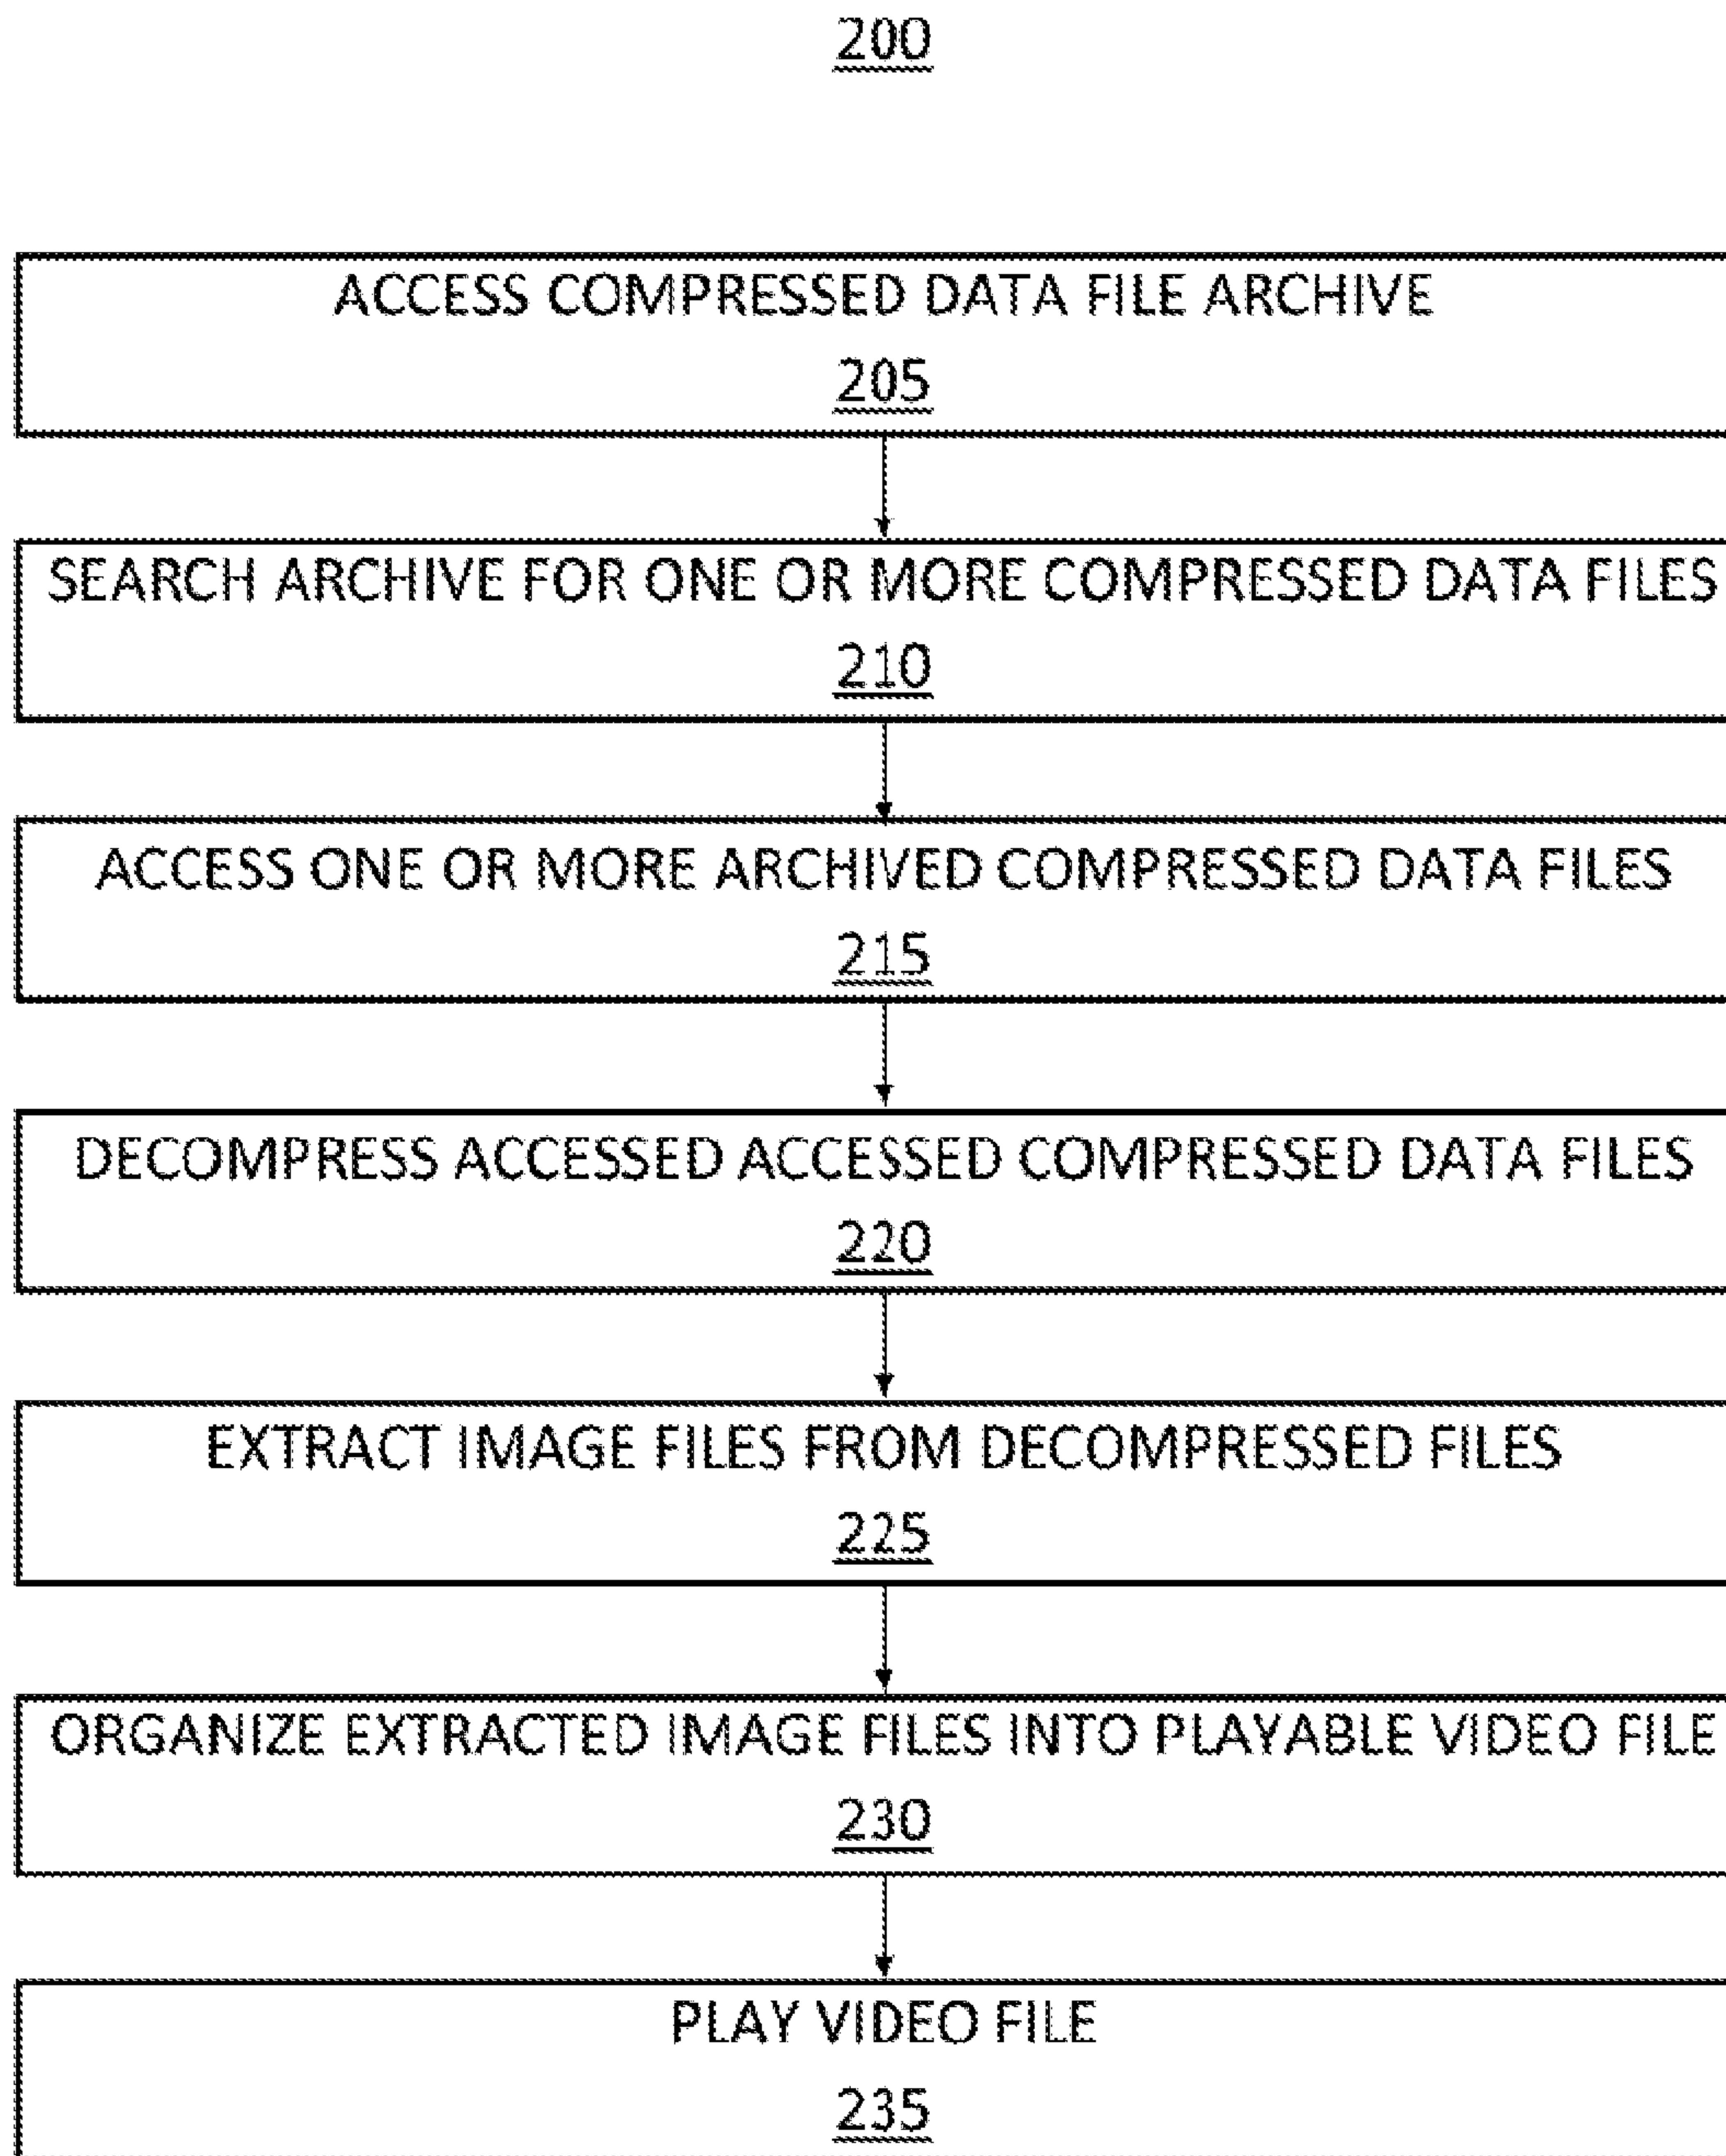 200
ACCESS COMPRESSED DATA FILE ARCHIVE
205
SEARCH ARCHIVE FOR ONE OR MORE COMPRESSED DATA FILES
210
ACCESS ONE OR MORE ARCHIVED COMPRESSED DATA FILES
215
DECOMPRESS ACCESSED ACCESSED COMPRESSED DATA FILES
220
EXTRACT IMAGE FILES FROM DECOMPRESSED FILES
225
ORGANIZE EXTRACTED IMAGE FILES INTO PLAYABLE VIDEO FILE
230
PLAY VIDEO FILE
235